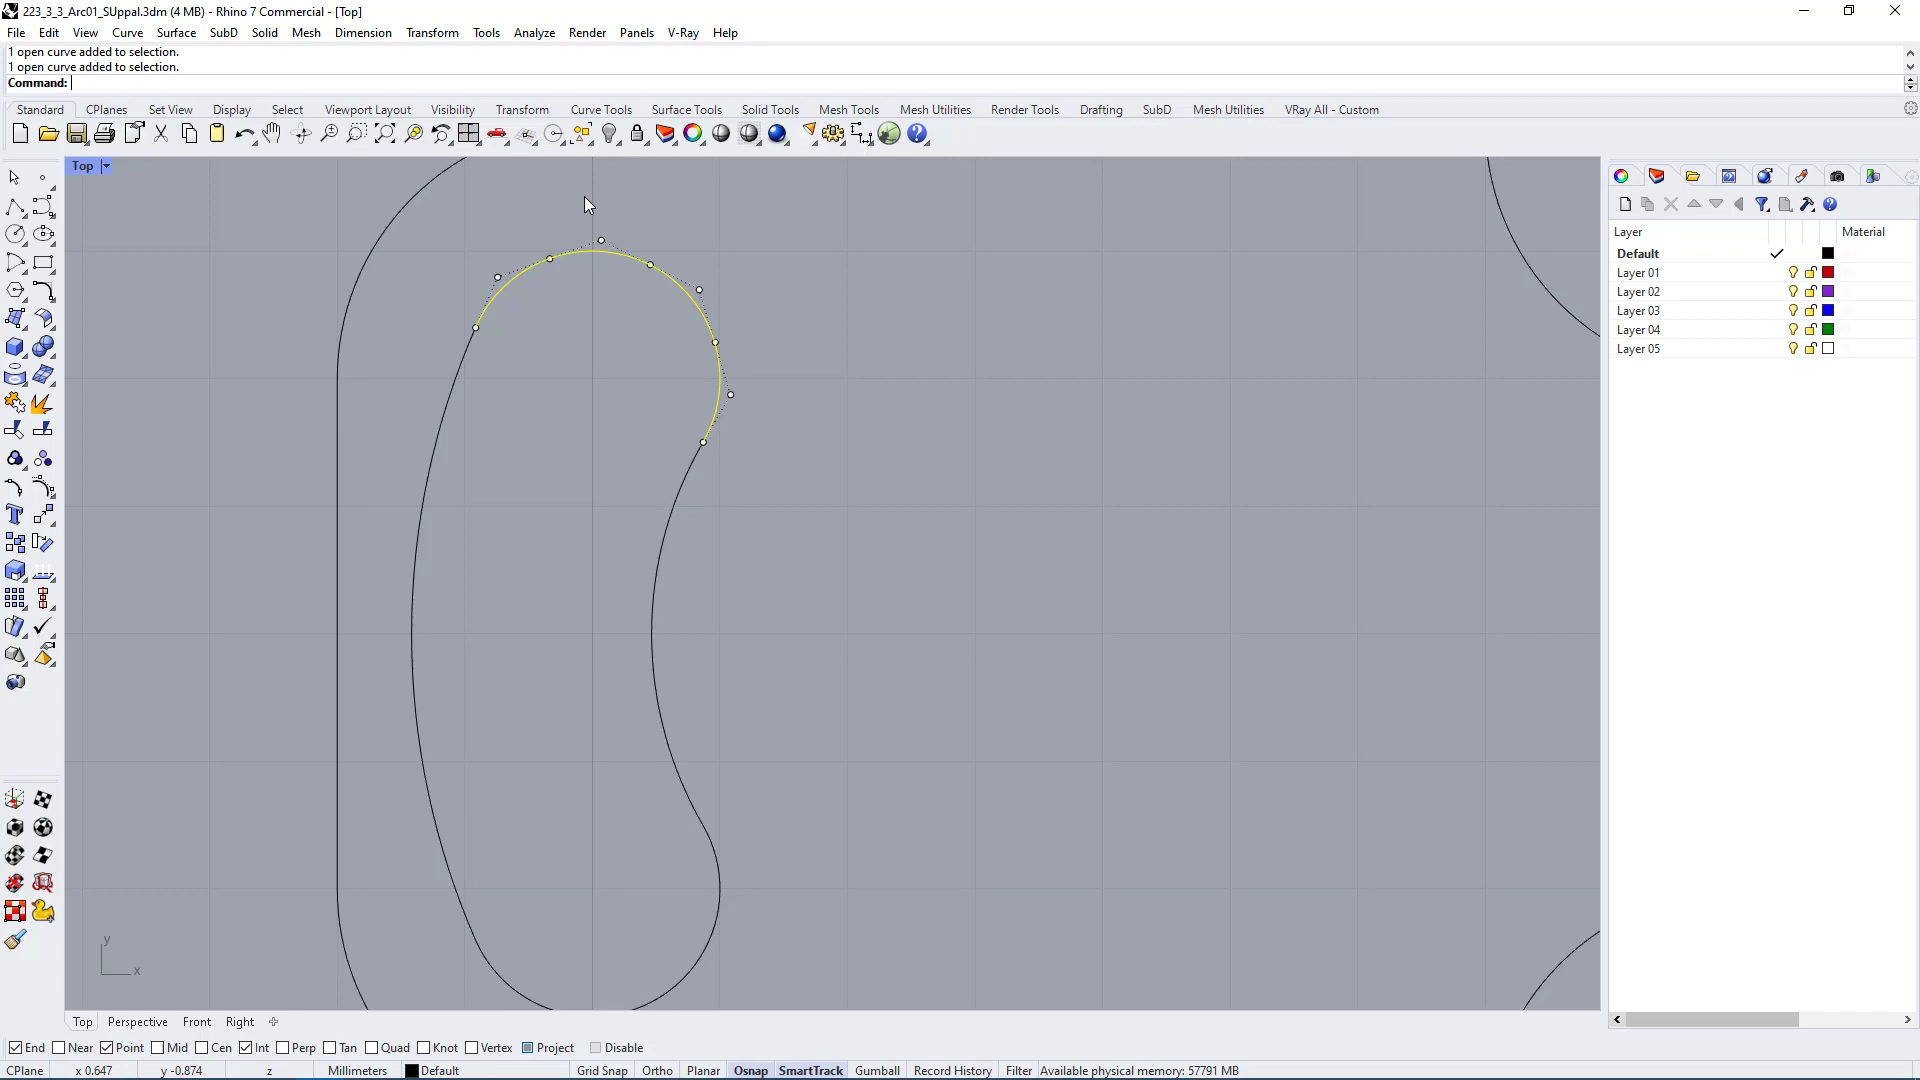 223_3_3_Arc01_SUppal.3dm (4 MB) - Rhino 7 Commercial - [Top]
File Edit View Curve Surface SubD Solid Mesh Dimension Transform Tools Analyze Render Panels V-Ray Help
1 open curve added to selection.
1 open curve added to selection.
Command:
Standard CPlanes Set View Display Select Viewport Layout Visibility Transform Curve Tools Surface Tools Solid Tools Mesh Tools Mesh Utilities Render Tools Drafting SubD Mesh Utilities VRay All - Custom
Top
Layer Material
Default
Layer 01
Layer 02
Layer 03
Layer 04
Layer 05
y
x
Top Perspective Front Right
End Near Point Mid Cen Int Perp Tan Quad Knot Vertex Project Disable
CPlane x 0.647 y -0.874 z Millimeters Default Grid Snap Ortho Planar Osnap SmartTrack Gumball Record History Filter Available physical memory: 57791 MB